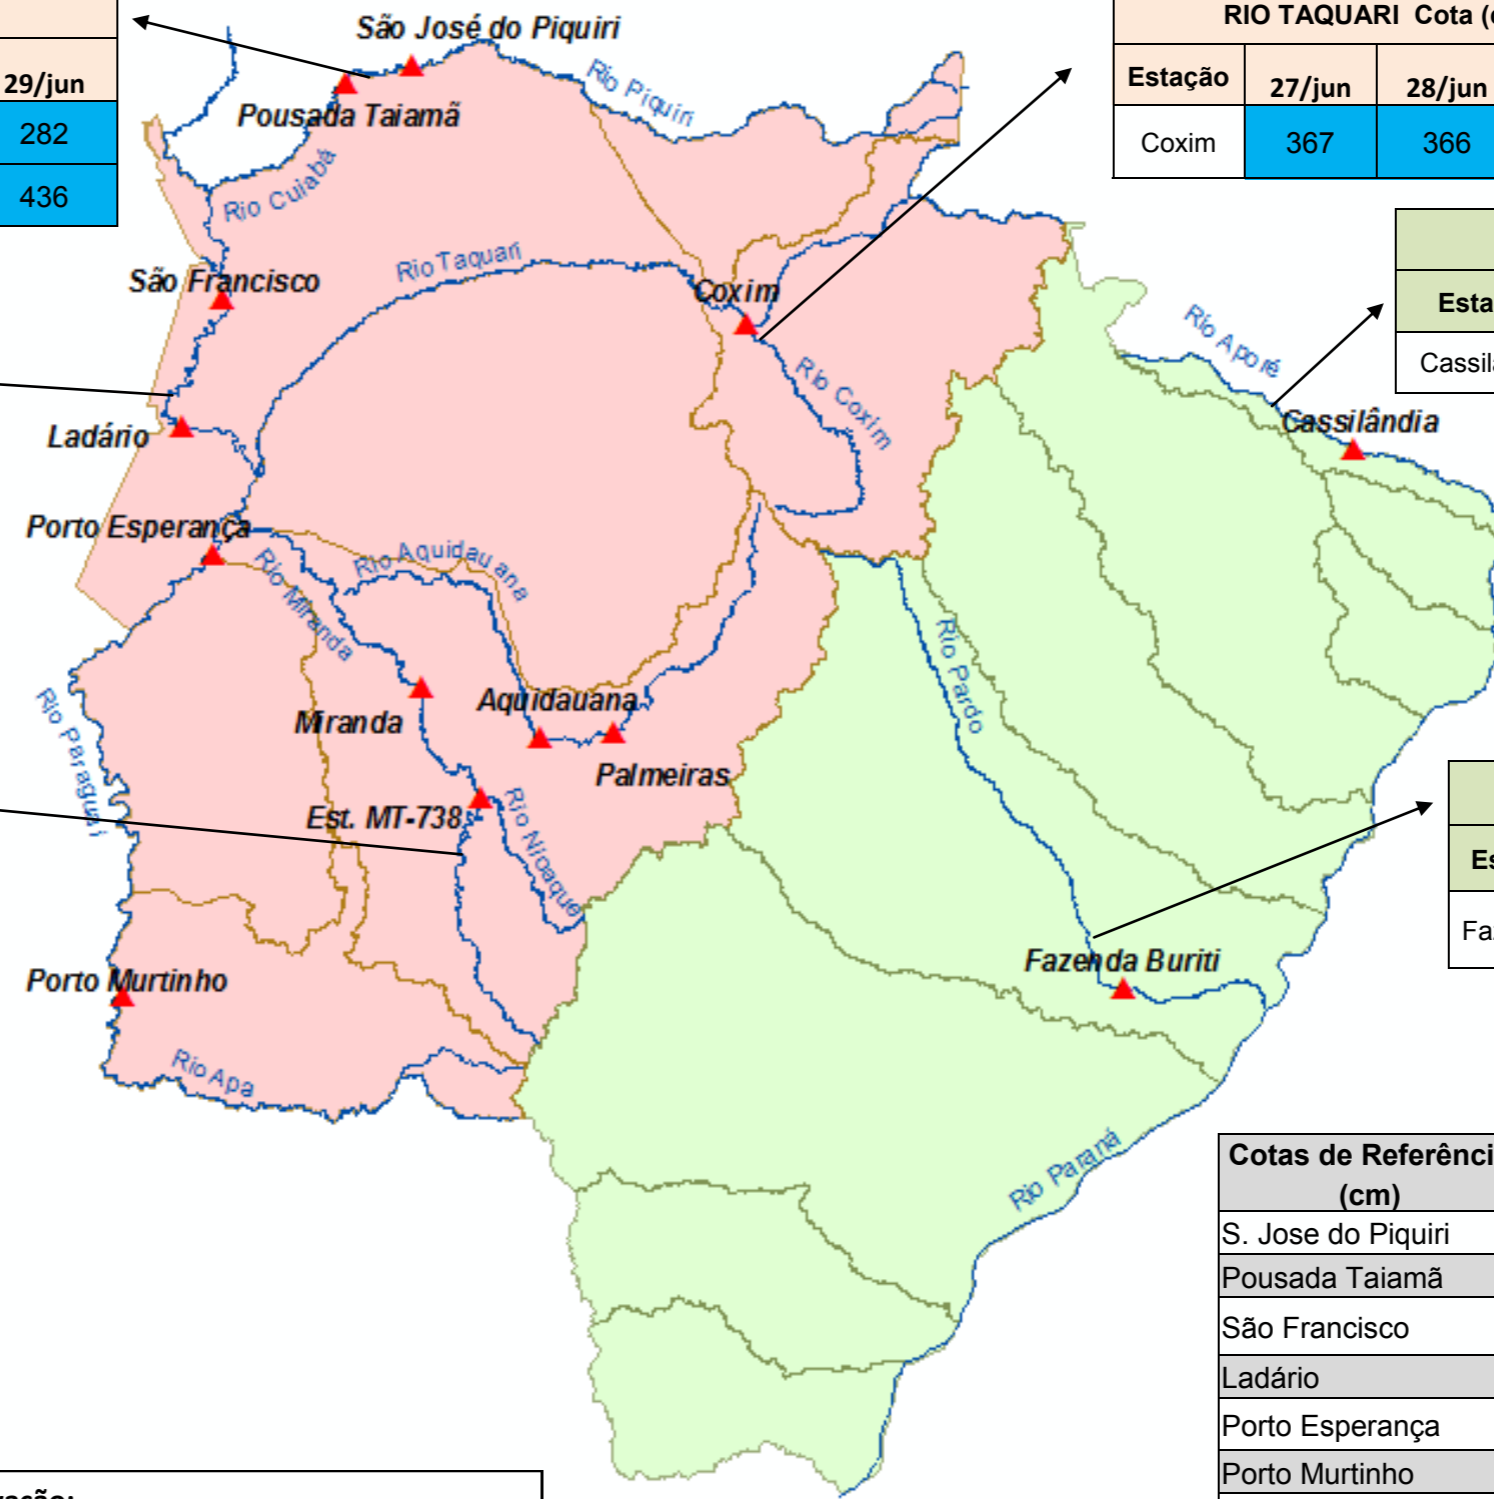 29/jun
282
436
RIO TAQUARI Cota
Estação 27/jun 28/jun
Coxim 367 366
São José do Piquiri
Pousada Taiamã
Rio Piquiri
Rio Cuiabá
São Francisco
Rio Taquari
Coxim
Rio Coxim
Rio Aporé
Cassilândia
Ladário
Porto Esperança
Rio Miranda
Rio Aquidauana
Rio Pardo
Aquidauana
Miranda
Palmeiras
Rio Paraguai
Est. MT-738
Rio Nioaque
Fazenda Buriti
Porto Murtinho
Rio Apa
Rio Paraná
Cotas de
(cm)
S. Jose do Piquiri
Pousada Taiamã
São Francisco
Ladário
Porto Esperança
Porto Murtinho